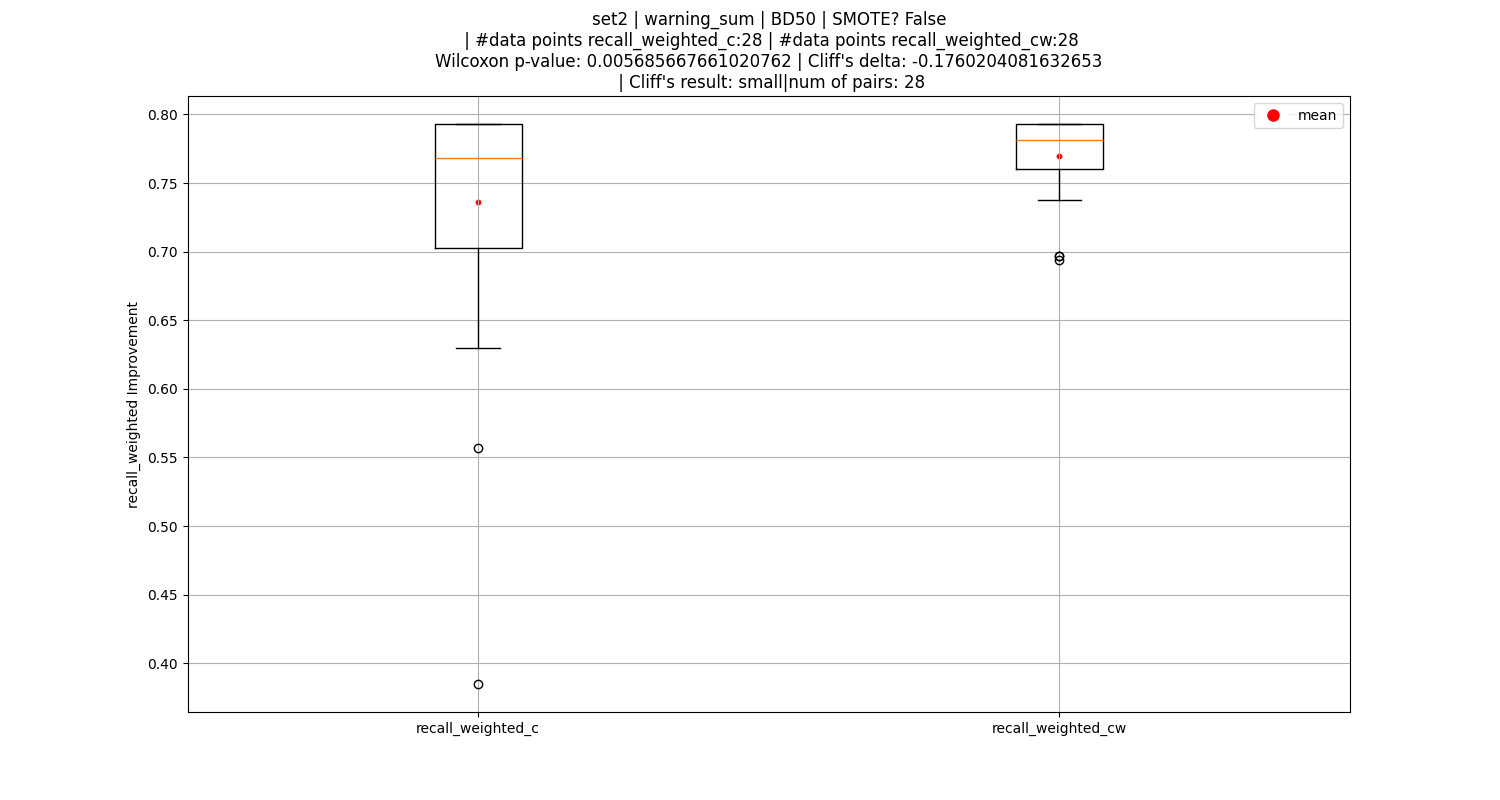 set2 | warning_sum | BD50 | SMOTE? False
| #data points recall_weighted_c:28 | #data points recall_weighted_cw:28
Wilcoxon p-value: 0.005685667661020762 | Cliff's delta: -0.1760204081632653
| Cliff's result: small|num of pairs: 28
mean
0.80
0.75
0.70
0.65
0.60
0.55
0.50
0.45
0.40
recall_weighted Improvement
recall_weighted_c
recall_weighted_cw